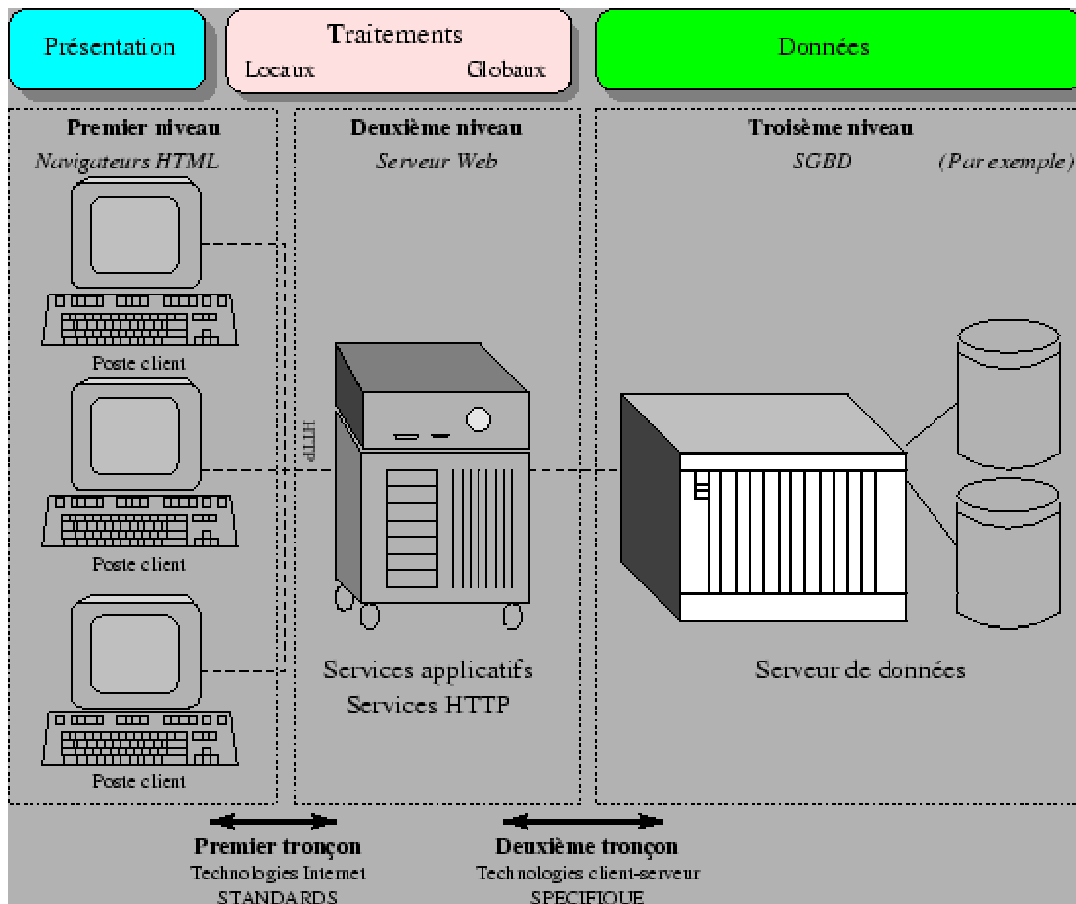 Présentation
Traitements
Locaux Globaux
Données
Premier niveau
Navigateurs HTML
Deuxième niveau
Serveur Web
Troisème niveau
SGBD (Par exemple)
Poste client
Poste client
Poste client
HTTP
Services applicatifs
Services HTTP
Serveur de données
Premier tronçon
Technologies Internet
STANDARDS
Deuxième tronçon
Technologies client-serveur
SPECIFIQUE